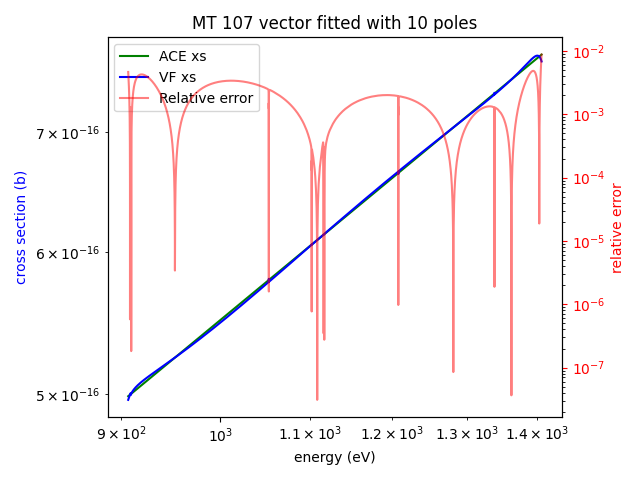 MT 107 vector fitted with 10 poles
ACE xs
VF xs
Relative error
7 × 10⁻¹⁶
6 × 10⁻¹⁶
5 × 10⁻¹⁶
cross section (b)
10⁻²
10⁻³
10⁻⁴
10⁻⁵
10⁻⁶
10⁻⁷
relative error
9 × 10² 10³ 1.1 × 10³ 1.2 × 10³ 1.3 × 10³ 1.4 × 10³
energy (eV)